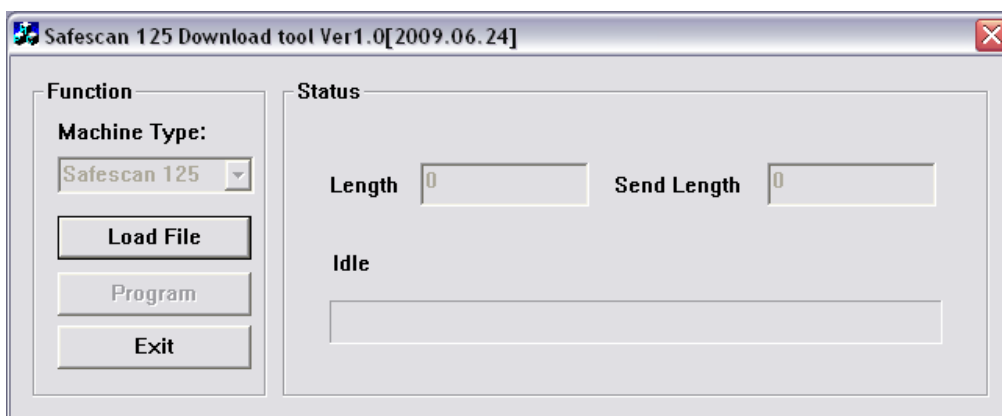 Safescan 125 Download tool Ver1.0[2009.06.24]
Function
Machine Type:
Safescan 125
Load File
Program
Exit
Status
Length 0 Send Length 0
Idle